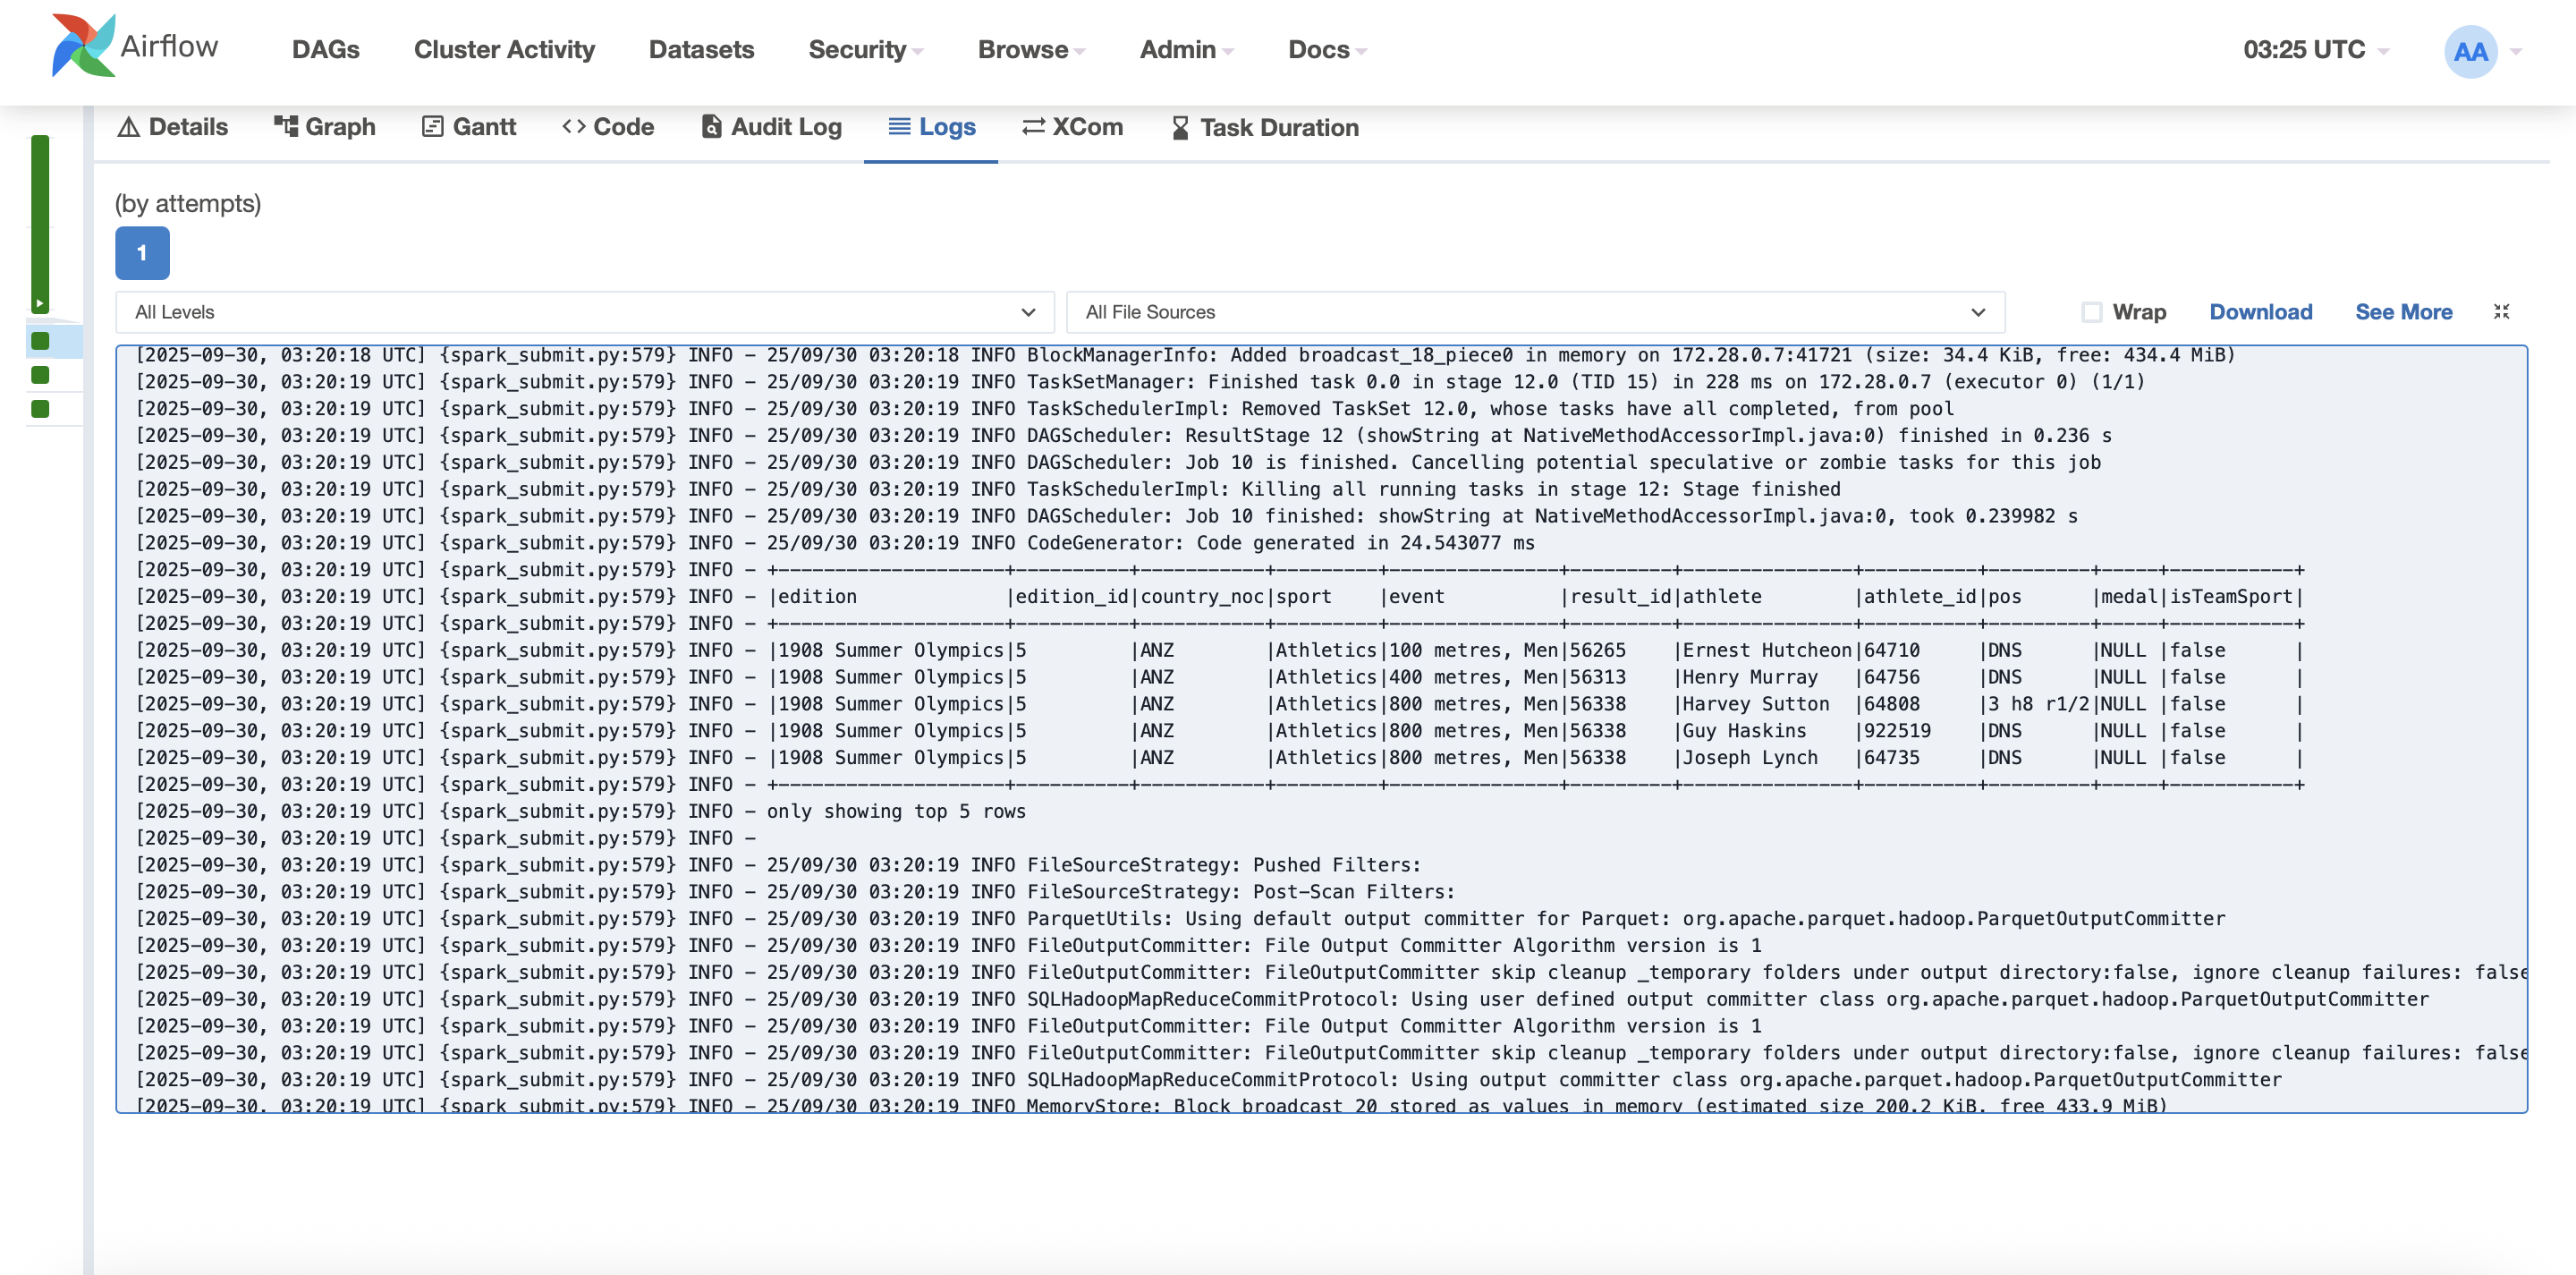 Airflow DAGs Cluster Activity Datasets Security Browse Admin Docs 03:25 UTC AA
Details Graph Gantt Code Audit Log Logs XCom Task Duration
(by attempts)
1
All Levels All File Sources Wrap Download See More
[2025-09-30, 03:20:18 UTC] {spark_submit.py:579} INFO - 25/09/30 03:20:18 INFO BlockManagerInfo: Added broadcast_18_piece0 in memory on 172.28.0.7:41721 (size: 34.4 KiB, free: 434.4 MiB)
[2025-09-30, 03:20:19 UTC] {spark_submit.py:579} INFO - 25/09/30 03:20:19 INFO TaskSetManager: Finished task 0.0 in stage 12.0 (TID 15) in 228 ms on 172.28.0.7 (executor 0) (1/1)
[2025-09-30, 03:20:19 UTC] {spark_submit.py:579} INFO - 25/09/30 03:20:19 INFO TaskSchedulerImpl: Removed TaskSet 12.0, whose tasks have all completed, from pool
[2025-09-30, 03:20:19 UTC] {spark_submit.py:579} INFO - 25/09/30 03:20:19 INFO DAGScheduler: ResultStage 12 (showString at NativeMethodAccessorImpl.java:0) finished in 0.236 s
[2025-09-30, 03:20:19 UTC] {spark_submit.py:579} INFO - 25/09/30 03:20:19 INFO DAGScheduler: Job 10 is finished. Cancelling potential speculative or zombie tasks for this job
[2025-09-30, 03:20:19 UTC] {spark_submit.py:579} INFO - 25/09/30 03:20:19 INFO TaskSchedulerImpl: Killing all running tasks in stage 12: Stage finished
[2025-09-30, 03:20:19 UTC] {spark_submit.py:579} INFO - 25/09/30 03:20:19 INFO DAGScheduler: Job 10 finished: showString at NativeMethodAccessorImpl.java:0, took 0.239982 s
[2025-09-30, 03:20:19 UTC] {spark_submit.py:579} INFO - 25/09/30 03:20:19 INFO CodeGenerator: Code generated in 24.543077 ms
[2025-09-30, 03:20:19 UTC] {spark_submit.py:579} INFO - +--------------------+----------+-----------+---------+---------------+---------+---------------+----------+---------+-----+-----------+
[2025-09-30, 03:20:19 UTC] {spark_submit.py:579} INFO - |edition             |edition_id|country_noc|sport    |event          |result_id|athlete        |athlete_id|pos      |medal|isTeamSport|
[2025-09-30, 03:20:19 UTC] {spark_submit.py:579} INFO - +--------------------+----------+-----------+---------+---------------+---------+---------------+----------+---------+-----+-----------+
[2025-09-30, 03:20:19 UTC] {spark_submit.py:579} INFO - |1908 Summer Olympics|5         |ANZ        |Athletics|100 metres, Men|56265    |Ernest Hutcheon|64710     |DNS      |NULL |false      |
[2025-09-30, 03:20:19 UTC] {spark_submit.py:579} INFO - |1908 Summer Olympics|5         |ANZ        |Athletics|400 metres, Men|56313    |Henry Murray   |64756     |DNS      |NULL |false      |
[2025-09-30, 03:20:19 UTC] {spark_submit.py:579} INFO - |1908 Summer Olympics|5         |ANZ        |Athletics|800 metres, Men|56338    |Harvey Sutton  |64808     |3 h8 r1/2|NULL |false      |
[2025-09-30, 03:20:19 UTC] {spark_submit.py:579} INFO - |1908 Summer Olympics|5         |ANZ        |Athletics|800 metres, Men|56338    |Guy Haskins    |922519    |DNS      |NULL |false      |
[2025-09-30, 03:20:19 UTC] {spark_submit.py:579} INFO - |1908 Summer Olympics|5         |ANZ        |Athletics|800 metres, Men|56338    |Joseph Lynch   |64735     |DNS      |NULL |false      |
[2025-09-30, 03:20:19 UTC] {spark_submit.py:579} INFO - +--------------------+----------+-----------+---------+---------------+---------+---------------+----------+---------+-----+-----------+
[2025-09-30, 03:20:19 UTC] {spark_submit.py:579} INFO - only showing top 5 rows
[2025-09-30, 03:20:19 UTC] {spark_submit.py:579} INFO -
[2025-09-30, 03:20:19 UTC] {spark_submit.py:579} INFO - 25/09/30 03:20:19 INFO FileSourceStrategy: Pushed Filters:
[2025-09-30, 03:20:19 UTC] {spark_submit.py:579} INFO - 25/09/30 03:20:19 INFO FileSourceStrategy: Post-Scan Filters:
[2025-09-30, 03:20:19 UTC] {spark_submit.py:579} INFO - 25/09/30 03:20:19 INFO ParquetUtils: Using default output committer for Parquet: org.apache.parquet.hadoop.ParquetOutputCommitter
[2025-09-30, 03:20:19 UTC] {spark_submit.py:579} INFO - 25/09/30 03:20:19 INFO FileOutputCommitter: File Output Committer Algorithm version is 1
[2025-09-30, 03:20:19 UTC] {spark_submit.py:579} INFO - 25/09/30 03:20:19 INFO FileOutputCommitter: FileOutputCommitter skip cleanup _temporary folders under output directory:false, ignore cleanup failures: false
[2025-09-30, 03:20:19 UTC] {spark_submit.py:579} INFO - 25/09/30 03:20:19 INFO SQLHadoopMapReduceCommitProtocol: Using user defined output committer class org.apache.parquet.hadoop.ParquetOutputCommitter
[2025-09-30, 03:20:19 UTC] {spark_submit.py:579} INFO - 25/09/30 03:20:19 INFO FileOutputCommitter: File Output Committer Algorithm version is 1
[2025-09-30, 03:20:19 UTC] {spark_submit.py:579} INFO - 25/09/30 03:20:19 INFO FileOutputCommitter: FileOutputCommitter skip cleanup _temporary folders under output directory:false, ignore cleanup failures: false
[2025-09-30, 03:20:19 UTC] {spark_submit.py:579} INFO - 25/09/30 03:20:19 INFO SQLHadoopMapReduceCommitProtocol: Using output committer class org.apache.parquet.hadoop.ParquetOutputCommitter
[2025-09-30, 03:20:19 UTC] {spark_submit.py:579} INFO - 25/09/30 03:20:19 INFO MemoryStore: Block broadcast_20 stored as values in memory (estimated size 200.2 KiB, free 433.9 MiB)